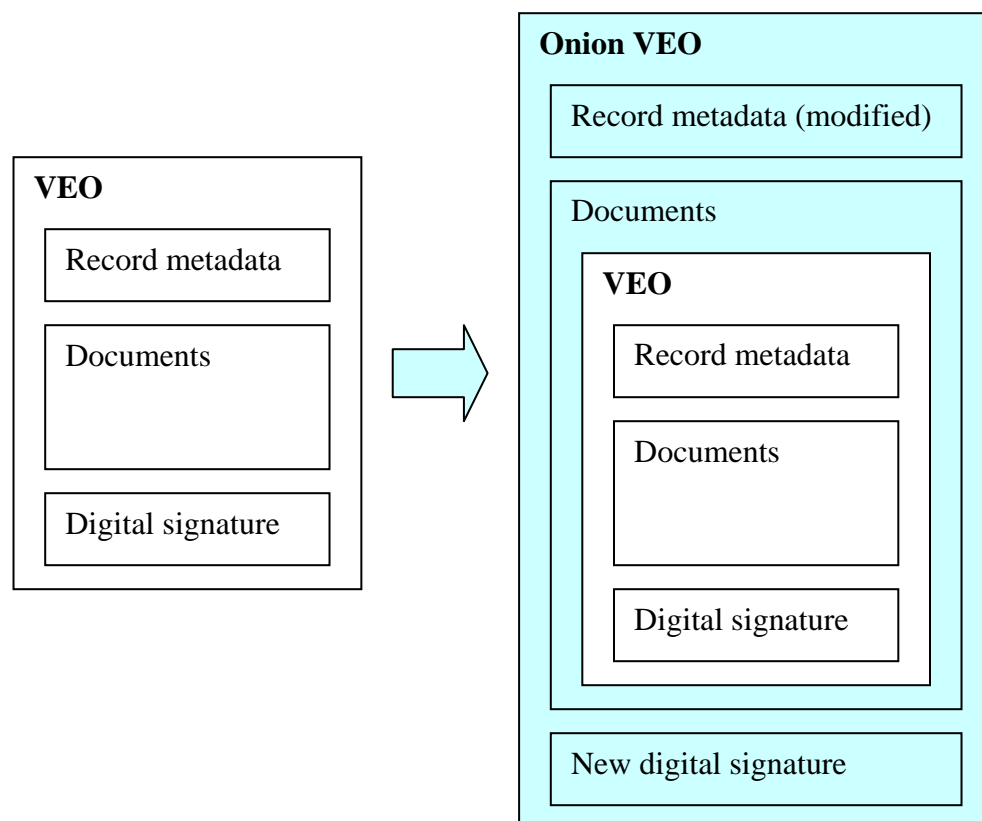 VEO
Record metadata
Documents
Digital signature
Onion VEO
Record metadata (modified)
Documents
VEO
Record metadata
Documents
Digital signature
New digital signature